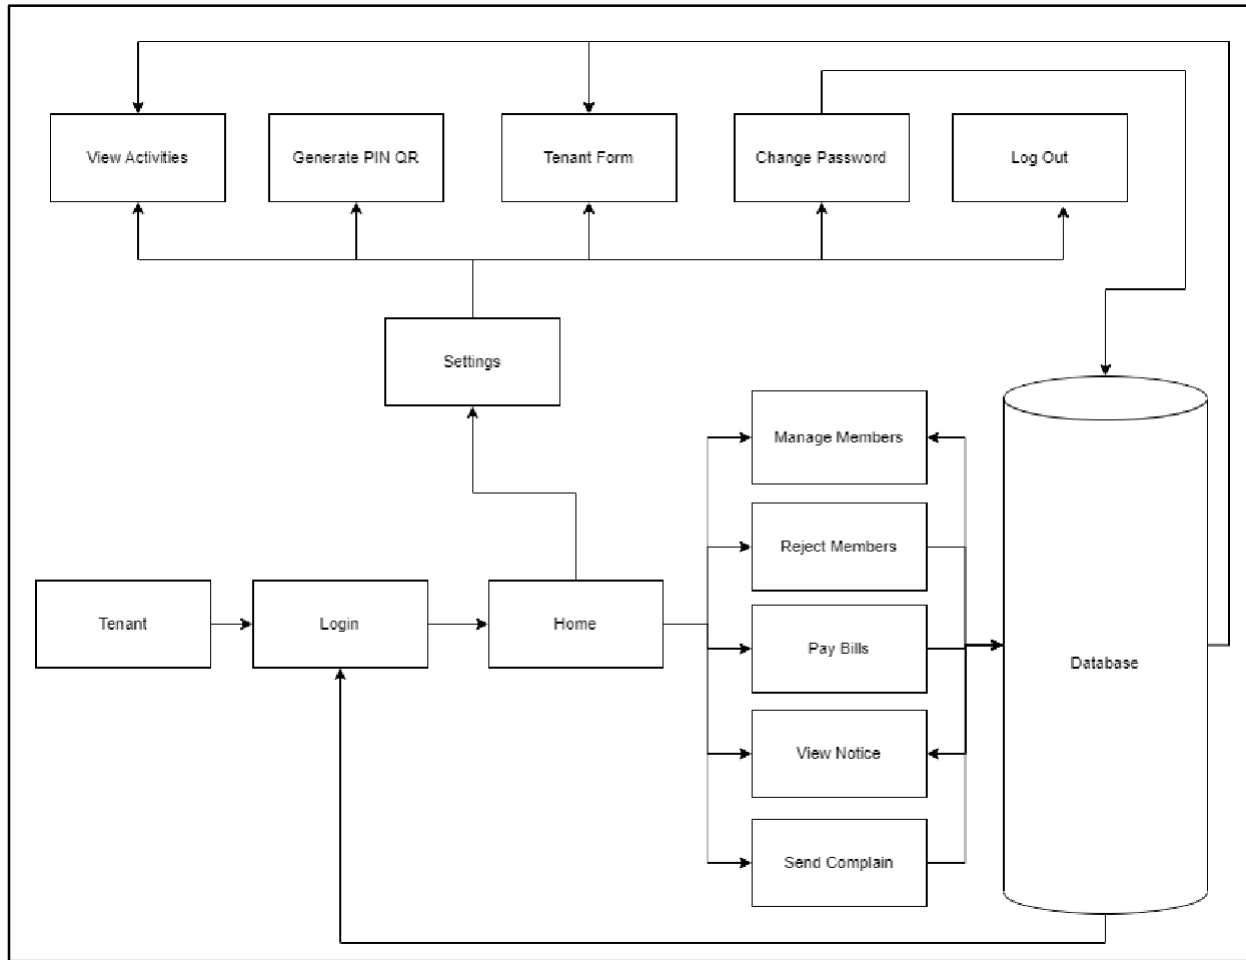 View Activities
Generate PIN QR
Tenant Form
Change Password
Log Out
Settings
Manage Members
Reject Members
Tenant
Login
Home
Pay Bills
Database
View Notice
Send Complain